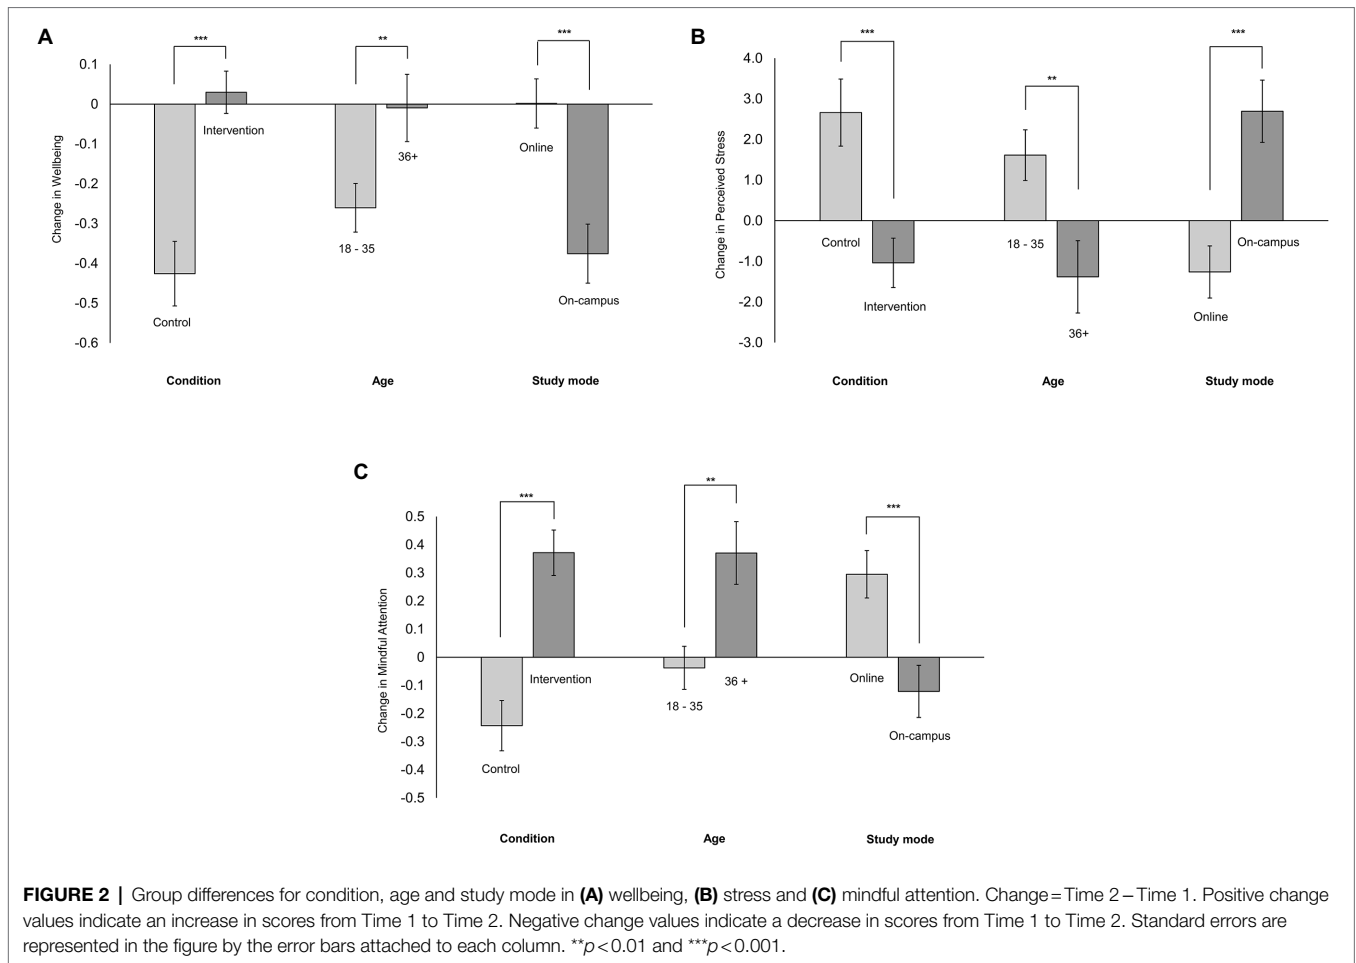 A
***
**
***
0.1
0
-0.1
-0.2
-0.3
-0.4
-0.5
-0.6
Change in Wellbeing
Intervention
Control
36+
18 - 35
Online
On-campus
Condition
Age
Study mode
B
***
**
***
4.0
3.0
2.0
1.0
0.0
-1.0
-2.0
-3.0
Change in Perceived Stress
Control
Intervention
18 - 35
36+
On-campus
Online
Condition
Age
Study mode
C
***
**
***
0.5
0.4
0.3
0.2
0.1
0
-0.1
-0.2
-0.3
-0.4
-0.5
Change in Mindful Attention
Intervention
Control
36 +
18 - 35
Online
On-campus
Condition
Age
Study mode
FIGURE 2 | Group differences for condition, age and study mode in (A) wellbeing, (B) stress and (C) mindful attention. Change=Time 2−Time 1. Positive change
values indicate an increase in scores from Time 1 to Time 2. Negative change values indicate a decrease in scores from Time 1 to Time 2. Standard errors are
represented in the figure by the error bars attached to each column. **p<0.01 and ***p<0.001.